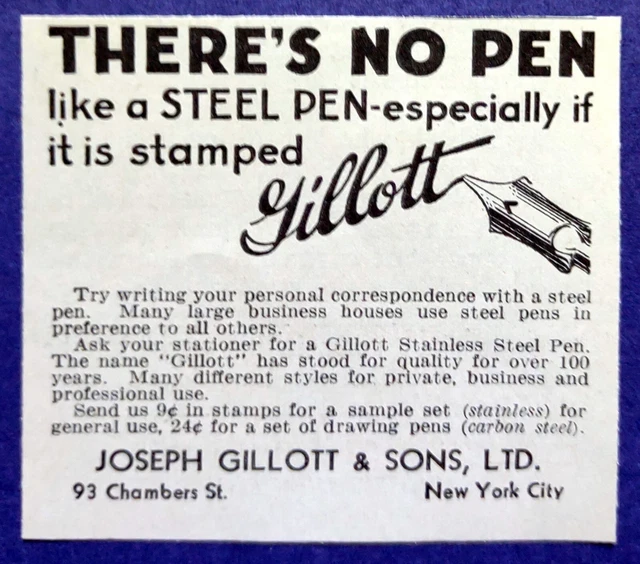 THERE'S NO PEN
like a STEEL PEN-especially if
it is stamped
Gillott
Try writing your personal correspondence with a steel
pen. Many large business houses use steel pens in
preference to all others.
Ask your stationer for a Gillott Stainless Steel Pen.
The name "Gillott" has stood for quality for over 100
years. Many different styles for private, business and
professional use.
Send us 9¢ in stamps for a sample set (stainless) for
general use, 24¢ for a set of drawing pens (carbon steel).
JOSEPH GILLOTT & SONS, LTD.
93 Chambers St. New York City